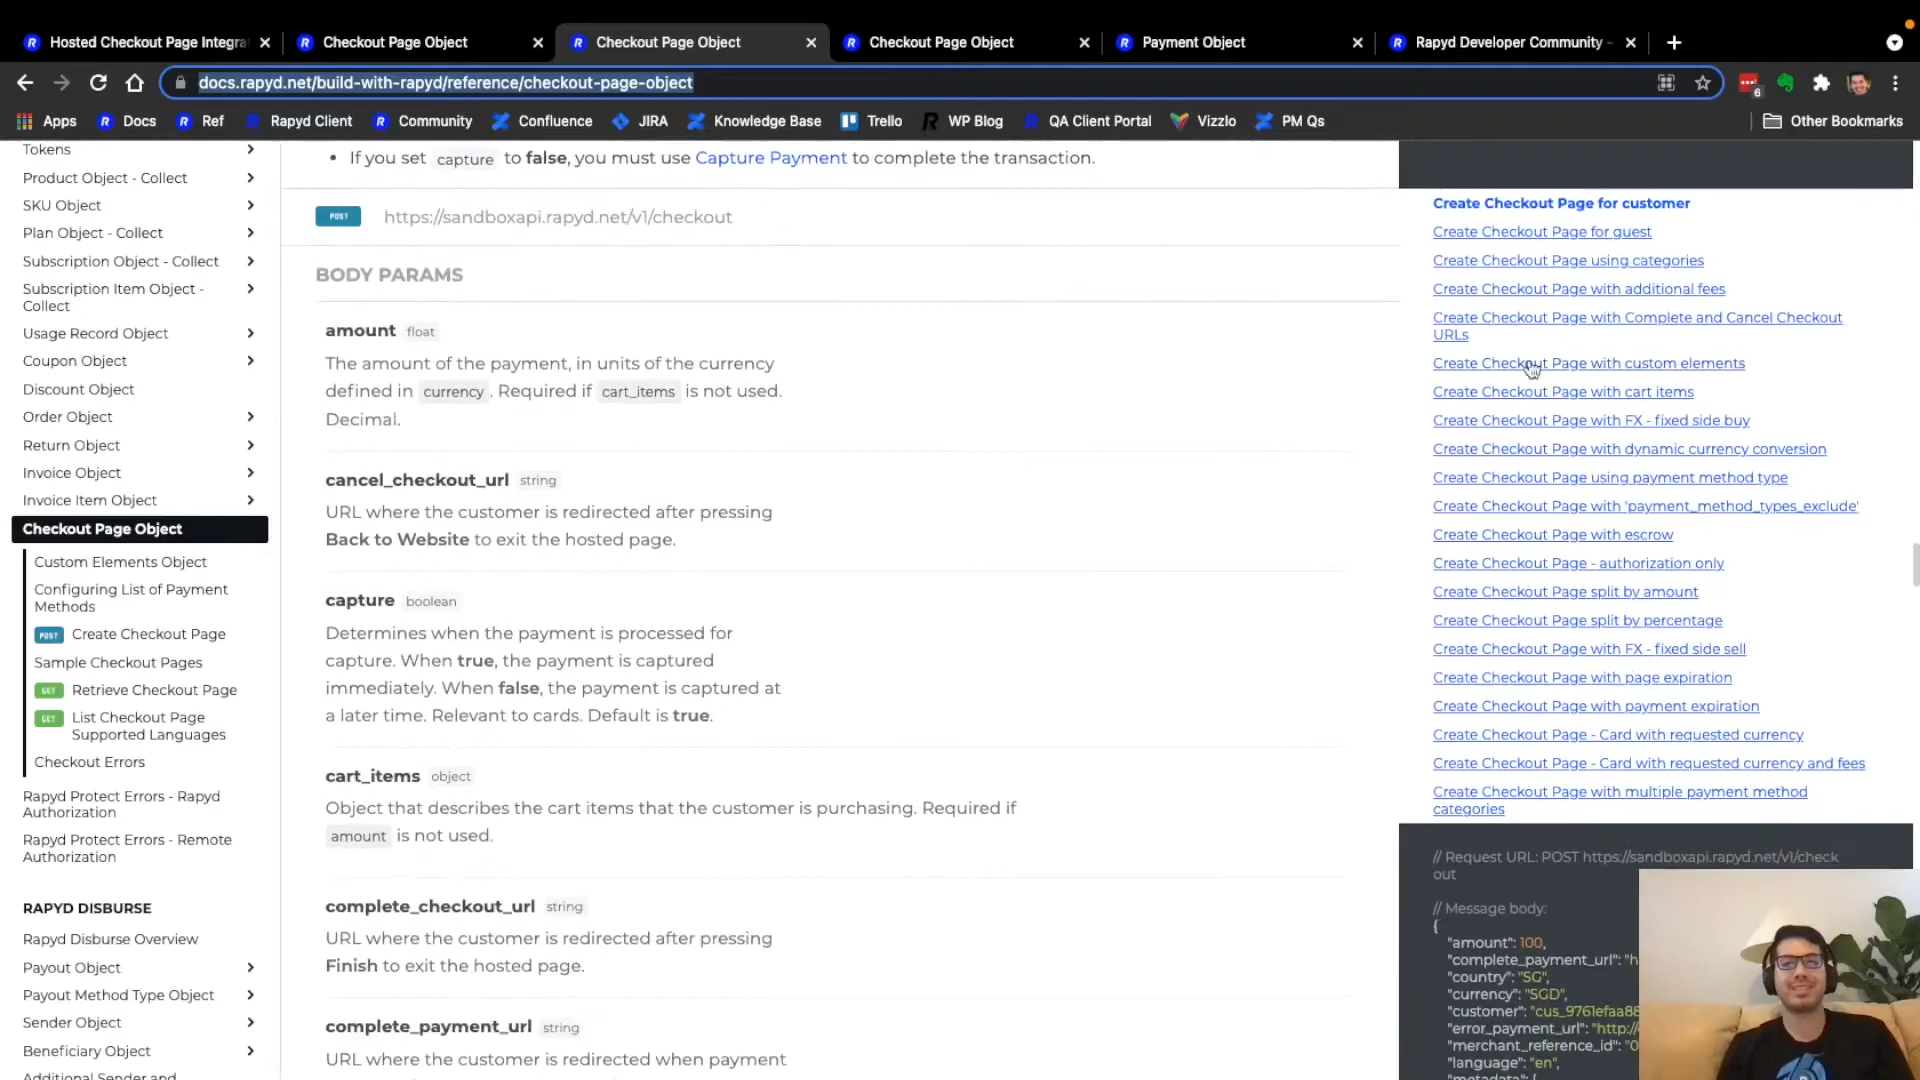 Hosted Checkout Page Integra
Checkout Page Object
Checkout Page Object
Checkout Page Object
Payment Object
Rapyd Developer Community -
docs.rapyd.net/build-with-rapyd/reference/checkout-page-object
6
Apps
Docs
Ref
Rapyd Client
Community
Confluence
JIRA
Knowledge Base
Trello
WP Blog
QA Client Portal
Vizzlo
PM Qs
Other Bookmarks
Tokens
Product Object - Collect
SKU Object
Plan Object - Collect
Subscription Object - Collect
Subscription Item Object -
Collect
Usage Record Object
Coupon Object
Discount Object
Order Object
Return Object
Invoice Object
Invoice Item Object
Checkout Page Object
Custom Elements Object
Configuring List of Payment
Methods
POST Create Checkout Page
Sample Checkout Pages
GET Retrieve Checkout Page
GET List Checkout Page
Supported Languages
Checkout Errors
Rapyd Protect Errors - Rapyd
Authorization
Rapyd Protect Errors - Remote
Authorization
RAPYD DISBURSE
Rapyd Disburse Overview
Payout Object
Payout Method Type Object
Sender Object
Beneficiary Object
Additional Sender and
• If you set capture to false, you must use Capture Payment to complete the transaction.
POST https://sandboxapi.rapyd.net/v1/checkout
BODY PARAMS
amount float
The amount of the payment, in units of the currency
defined in currency . Required if cart_items is not used.
Decimal.
cancel_checkout_url string
URL where the customer is redirected after pressing
Back to Website to exit the hosted page.
capture boolean
Determines when the payment is processed for
capture. When true, the payment is captured
immediately. When false, the payment is captured at
a later time. Relevant to cards. Default is true.
cart_items object
Object that describes the cart items that the customer is purchasing. Required if
amount is not used.
complete_checkout_url string
URL where the customer is redirected after pressing
Finish to exit the hosted page.
complete_payment_url string
URL where the customer is redirected when payment
Create Checkout Page for customer
Create Checkout Page for guest
Create Checkout Page using categories
Create Checkout Page with additional fees
Create Checkout Page with Complete and Cancel Checkout
URLs
Create Checkout Page with custom elements
Create Checkout Page with cart items
Create Checkout Page with FX - fixed side buy
Create Checkout Page with dynamic currency conversion
Create Checkout Page using payment method type
Create Checkout Page with 'payment_method_types_exclude'
Create Checkout Page with escrow
Create Checkout Page - authorization only
Create Checkout Page split by amount
Create Checkout Page split by percentage
Create Checkout Page with FX - fixed side sell
Create Checkout Page with page expiration
Create Checkout Page with payment expiration
Create Checkout Page - Card with requested currency
Create Checkout Page - Card with requested currency and fees
Create Checkout Page with multiple payment method
categories
// Request URL: POST https://sandboxapi.rapyd.net/v1/check
out
// Message body:
{
"amount": 100,
"complete_payment_url": "h
"country": "SG",
"currency": "SGD",
"customer": "cus_9761efaa88
"error_payment_url": "http:/
"merchant_reference_id": "0
"language": "en",
"metadata": {